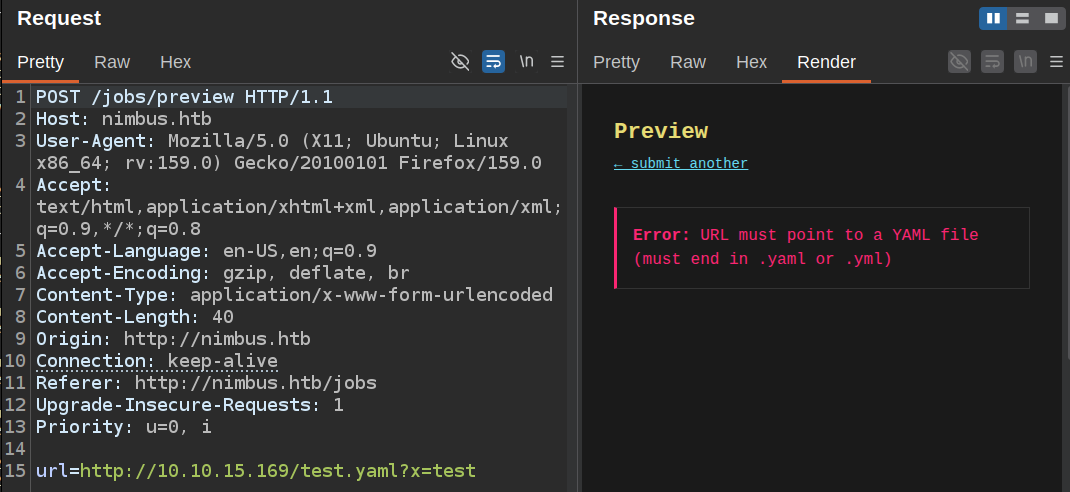 Request
Response
Pretty Raw Hex
\n
Pretty Raw Hex Render
\n
1 POST /jobs/preview HTTP/1.1
2 Host: nimbus.htb
3 User-Agent: Mozilla/5.0 (X11; Ubuntu; Linux
x86_64; rv:159.0) Gecko/20100101 Firefox/159.0
4 Accept:
text/html,application/xhtml+xml,application/xml;
q=0.9,*/*;q=0.8
5 Accept-Language: en-US,en;q=0.9
6 Accept-Encoding: gzip, deflate, br
7 Content-Type: application/x-www-form-urlencoded
8 Content-Length: 40
9 Origin: http://nimbus.htb
10 Connection: keep-alive
11 Referer: http://nimbus.htb/jobs
12 Upgrade-Insecure-Requests: 1
13 Priority: u=0, i
14
15 url=http://10.10.15.169/test.yaml?x=test
Preview
← submit another
Error: URL must point to a YAML file
(must end in .yaml or .yml)